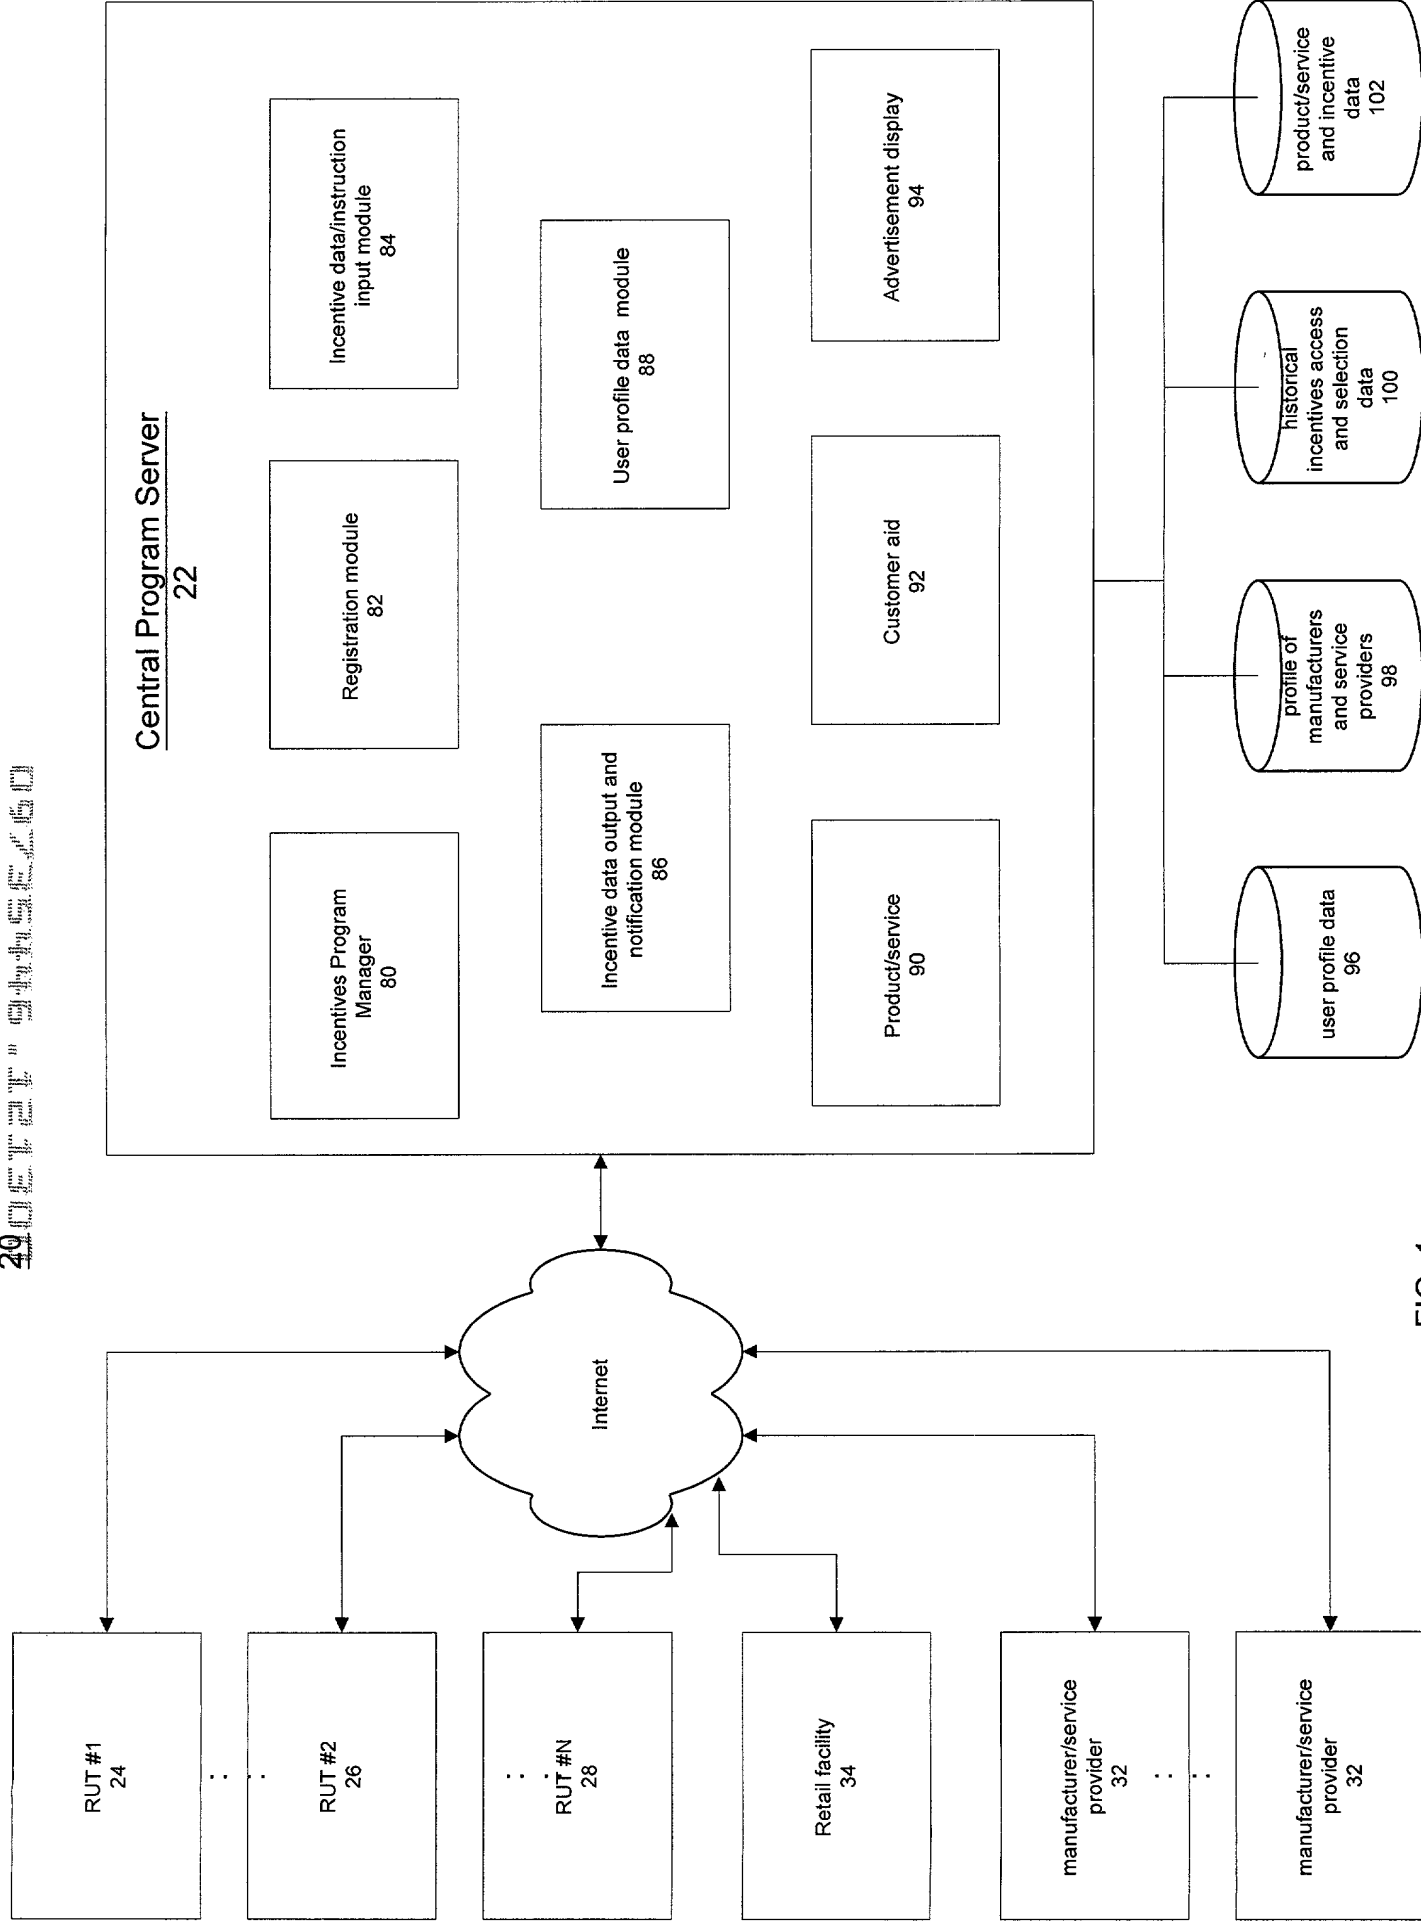 20
Central Program Server
22
Incentives Program
Manager
80
Registration module
82
Incentive data/instruction
input module
84
Incentive data output and
notification module
86
User profile data module
88
Product/service
90
Customer aid
92
Advertisement display
94
RUT #1
24
RUT #2
26
RUT #N
28
Retail facility
34
manufacturer/service
provider
32
manufacturer/service
provider
32
Internet
user profile data
96
profile of
manufacturers
and service
providers
98
historical
incentives access
and selection
data
100
product/service
and incentive
data
102